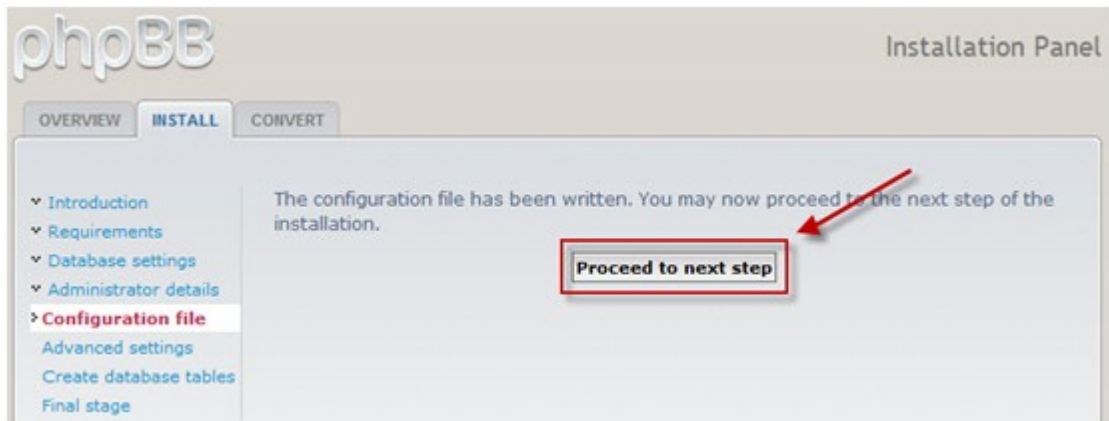 phpBB
Installation Panel
OVERVIEW INSTALL CONVERT
Introduction
Requirements
Database settings
Administrator details
Configuration file
Advanced settings
Create database tables
Final stage
The configuration file has been written. You may now proceed to the next step of the
installation.
Proceed to next step